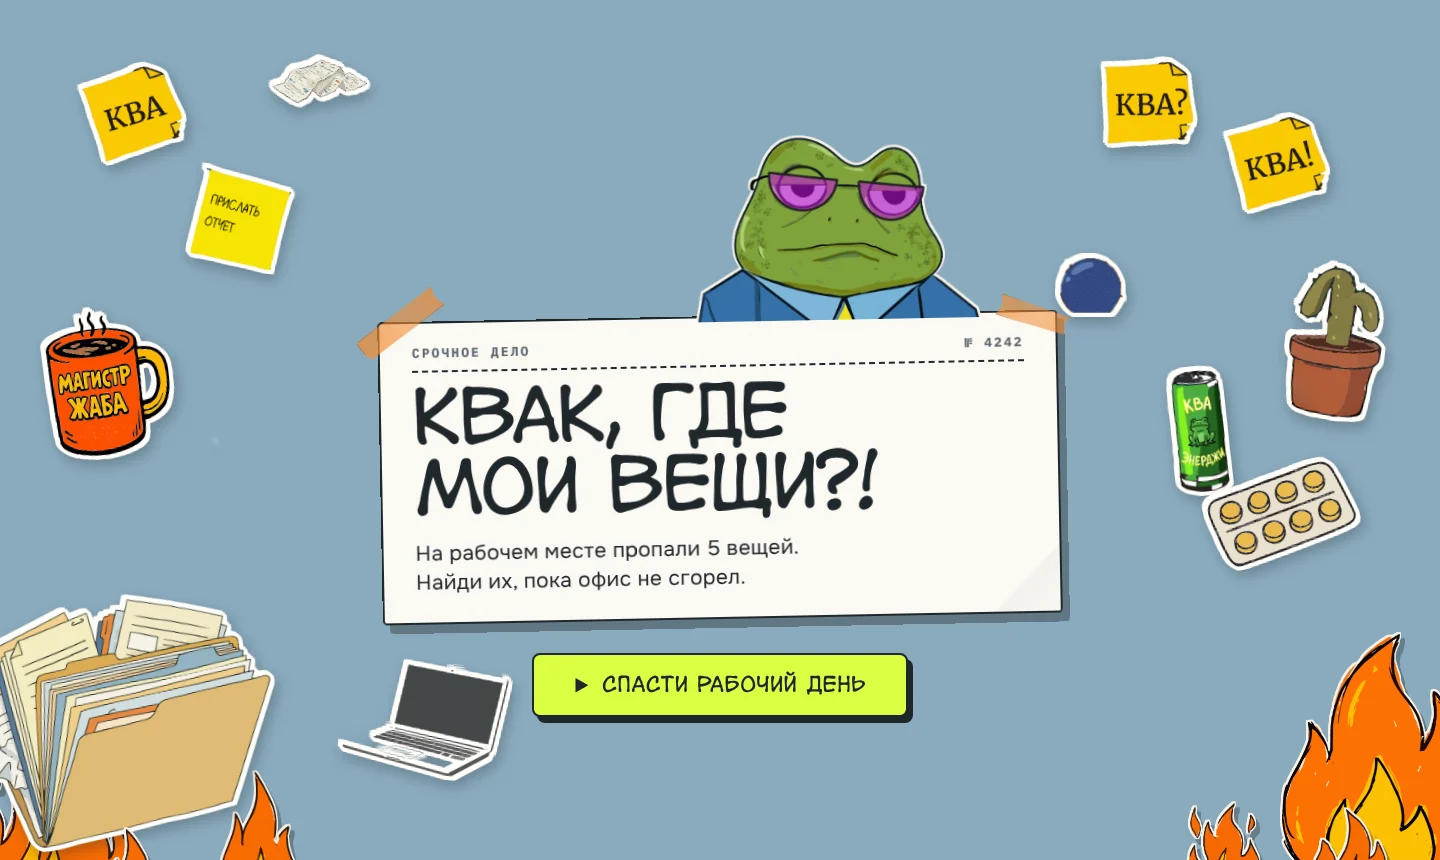 КВА
КВА?
КВА!
ПРИСЛАТЬ
ОТЧЕТ
МАГИСТР
ЖАБА
СРОЧНОЕ ДЕЛО
№ 4242
КВАК, ГДЕ
МОИ ВЕЩИ?!
На рабочем месте пропали 5 вещей.
Найди их, пока офис не сгорел.
КВА
ЭНЕРДЖИ
▶ СПАСТИ РАБОЧИЙ ДЕНЬ